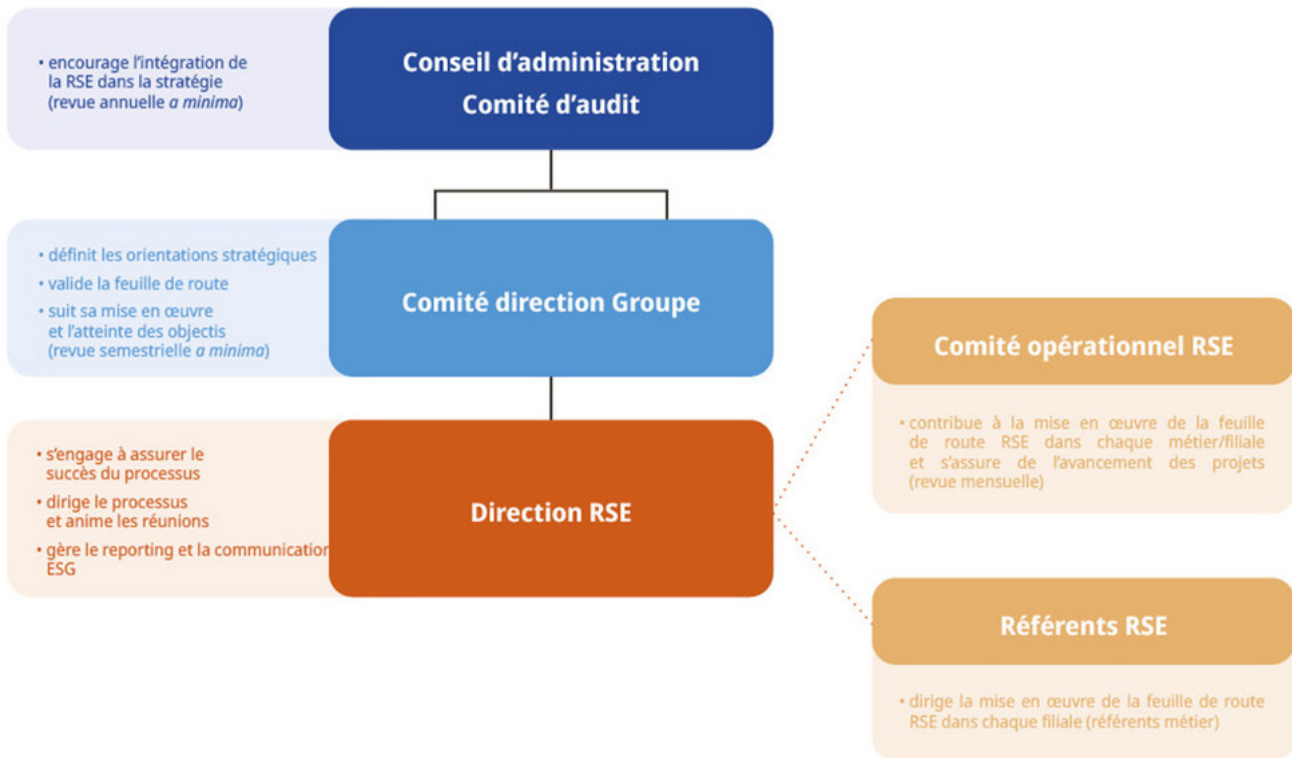 • encourage l'intégration de
la RSE dans la stratégie
(revue annuelle a minima)
Conseil d'administration
Comité d'audit
• définit les orientations stratégiques
• valide la feuille de route
• suit sa mise en œuvre
et l'atteinte des objectis
(revue semestrielle a minima)
Comité direction Groupe
• s'engage à assurer le
succès du processus
• dirige le processus
et anime les réunions
• gère le reporting et la communication
ESG
Direction RSE
Comité opérationnel RSE
• contribue à la mise en œuvre de la feuille
de route RSE dans chaque métier/filiale
et s'assure de l'avancement des projets
(revue mensuelle)
Référents RSE
• dirige la mise en œuvre de la feuille de route
RSE dans chaque filiale (référents métier)